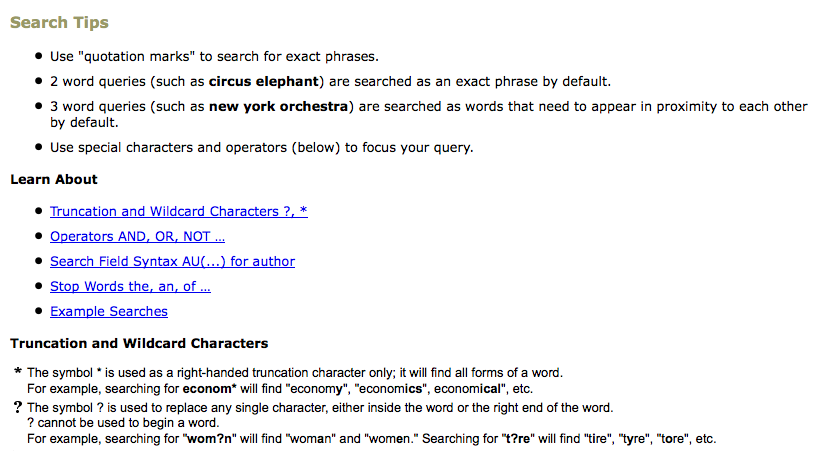 Search Tips
● Use "quotation marks" to search for exact phrases.
● 2 word queries (such as circus elephant) are searched as an exact phrase by default.
● 3 word queries (such as new york orchestra) are searched as words that need to appear in proximity to each other
by default.
● Use special characters and operators (below) to focus your query.
Learn About
● Truncation and Wildcard Characters ?, *
● Operators AND, OR, NOT ...
● Search Field Syntax AU(...) for author
● Stop Words the, an, of ...
● Example Searches
Truncation and Wildcard Characters
* The symbol * is used as a right-handed truncation character only; it will find all forms of a word.
For example, searching for econom* will find "economy", "economics", economical", etc.
? The symbol ? is used to replace any single character, either inside the word or the right end of the word.
? cannot be used to begin a word.
For example, searching for "wom?n" will find "woman" and "women." Searching for "t?re" will find "tire", "tyre", "tore", etc.